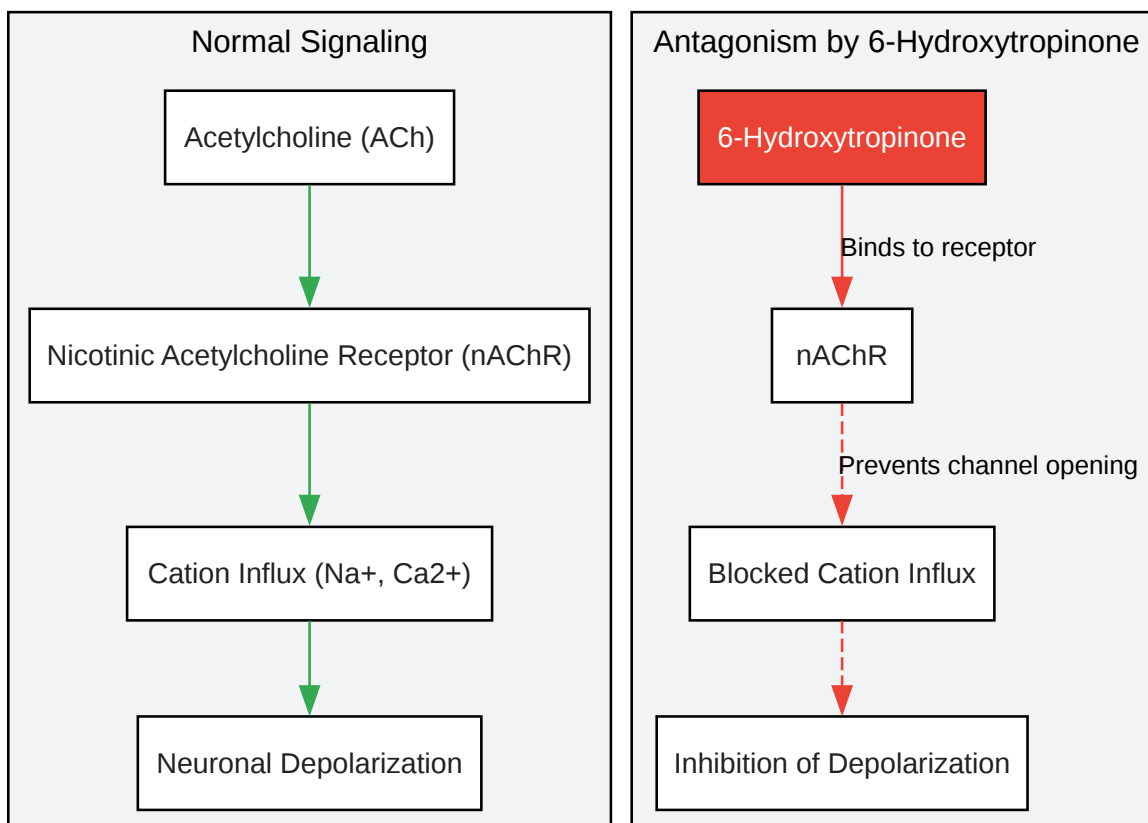 Normal Signaling
Acetylcholine (ACh)
Nicotinic Acetylcholine Receptor (nAChR)
Cation Influx (Na+, Ca2+)
Neuronal Depolarization
Antagonism by 6-Hydroxytropinone
6-Hydroxytropinone
Binds to receptor
nAChR
Prevents channel opening
Blocked Cation Influx
Inhibition of Depolarization